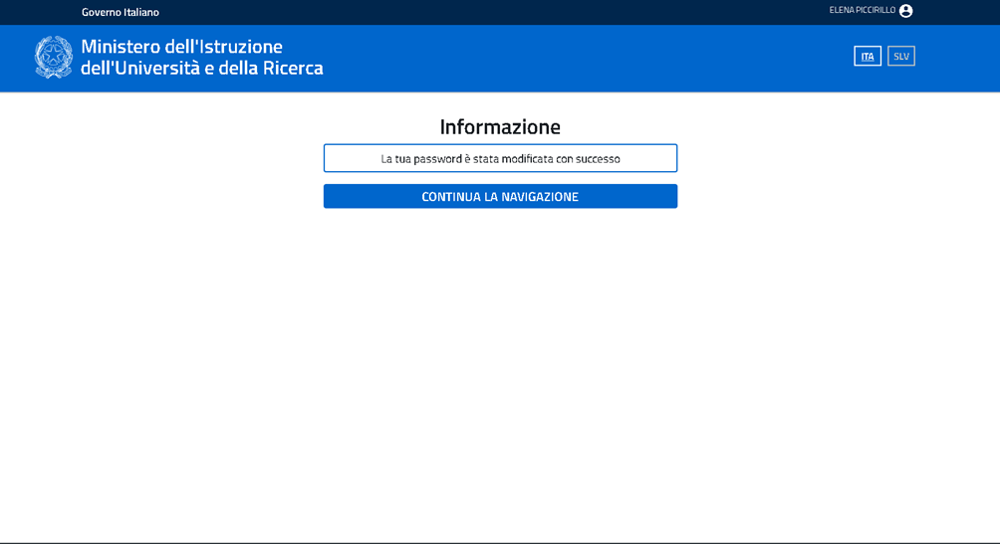 Governo Italiano
ELENA PICCIRILLO
Ministero dell'Istruzione
dell'Università e della Ricerca
ITA
SLV
Informazione
La tua password è stata modificata con successo
CONTINUA LA NAVIGAZIONE